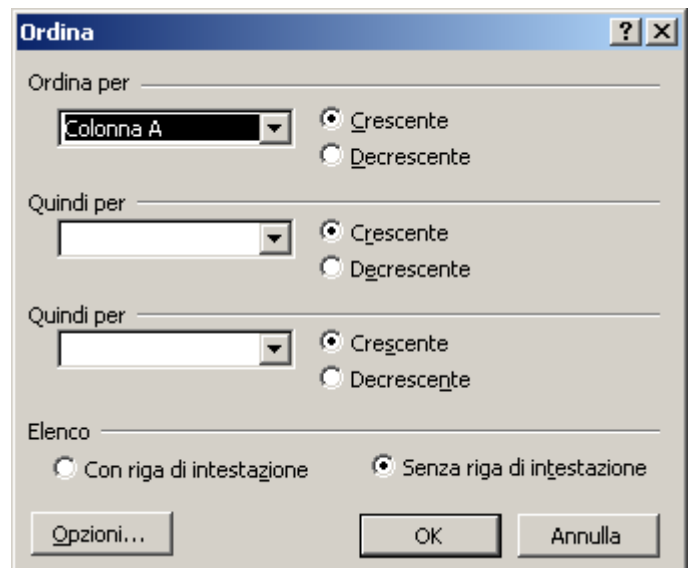 Ordina
Ordina per
Colonna A
Crescente
Decrescente
Quindi per
Crescente
Decrescente
Quindi per
Crescente
Decrescente
Elenco
Con riga di intestazione
Senza riga di intestazione
Opzioni...
OK
Annulla